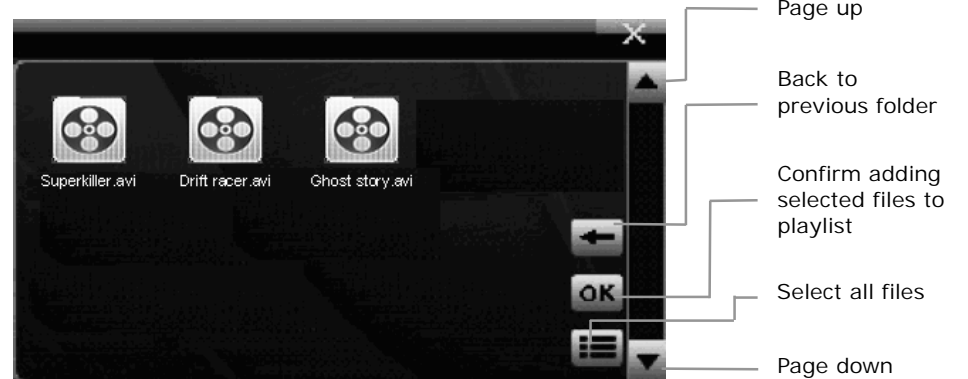 Page up
Back to
previous folder
Superkiller.avi Drift racer.avi Ghost story.avi
Confirm adding
selected files to
playlist
OK
Select all files
Page down